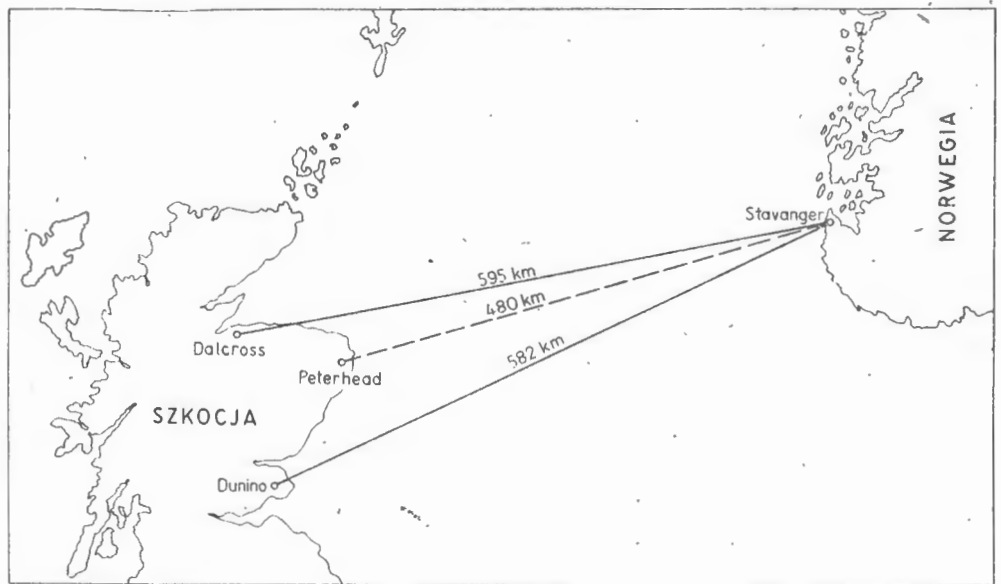 Stavanger
NORWEGIA
595 km
480 km
582 km
Dalcross
Peterhead
SZKOCJA
Dunino